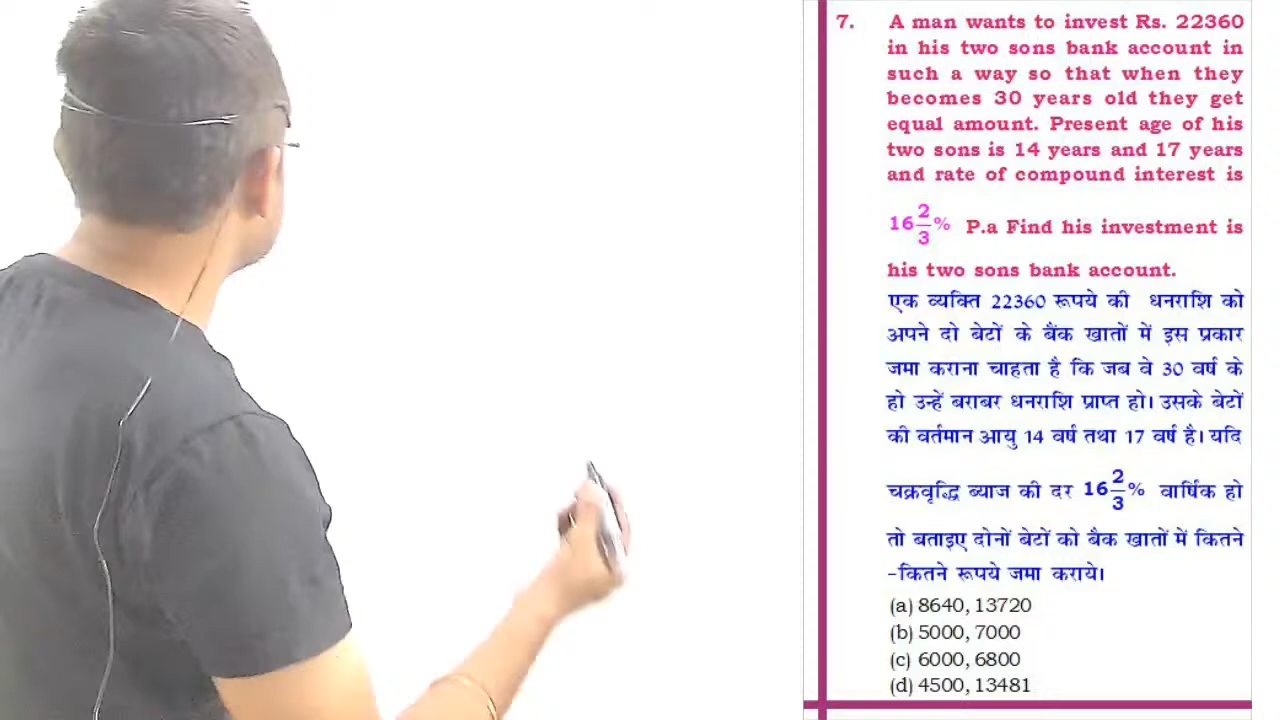 7. A man wants to invest Rs. 22360
in his two sons bank account in
such a way so that when they
becomes 30 years old they get
equal amount. Present age of his
two sons is 14 years and 17 years
and rate of compound interest is
16 2/3 % P.a Find his investment is
his two sons bank account.
एक व्यक्ति 22360 रूपये की धनराशि को
अपने दो बेटों के बैंक खातों में इस प्रकार
जमा कराना चाहता है कि जब वे 30 वर्ष के
हो उन्हें बराबर धनराशि प्राप्त हो। उसके बेटों
की वर्तमान आयु 14 वर्ष तथा 17 वर्ष है। यदि
चक्रवृद्धि ब्याज की दर 16 2/3 % वार्षिक हो
तो बताइए दोनों बेटों को बैक खातों में कितने
-कितने रूपये जमा कराये।
(a) 8640, 13720
(b) 5000, 7000
(c) 6000, 6800
(d) 4500, 13481